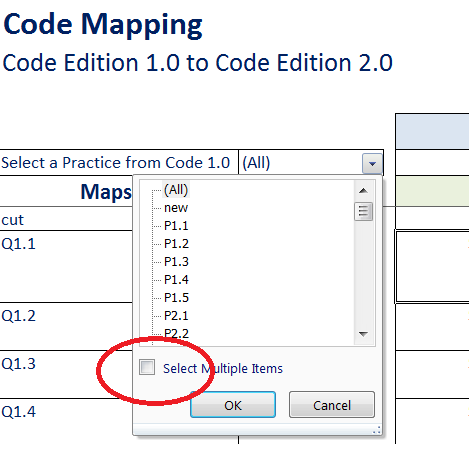 Code Mapping
Code Edition 1.0 to Code Edition 2.0
Select a Practice from Code 1.0 (All)
Maps
cut
Q1.1
Q1.2
Q1.3
Q1.4
(All)
new
P1.1
P1.2
P1.3
P1.4
P1.5
P2.1
P2.2
Select Multiple Items
OK Cancel